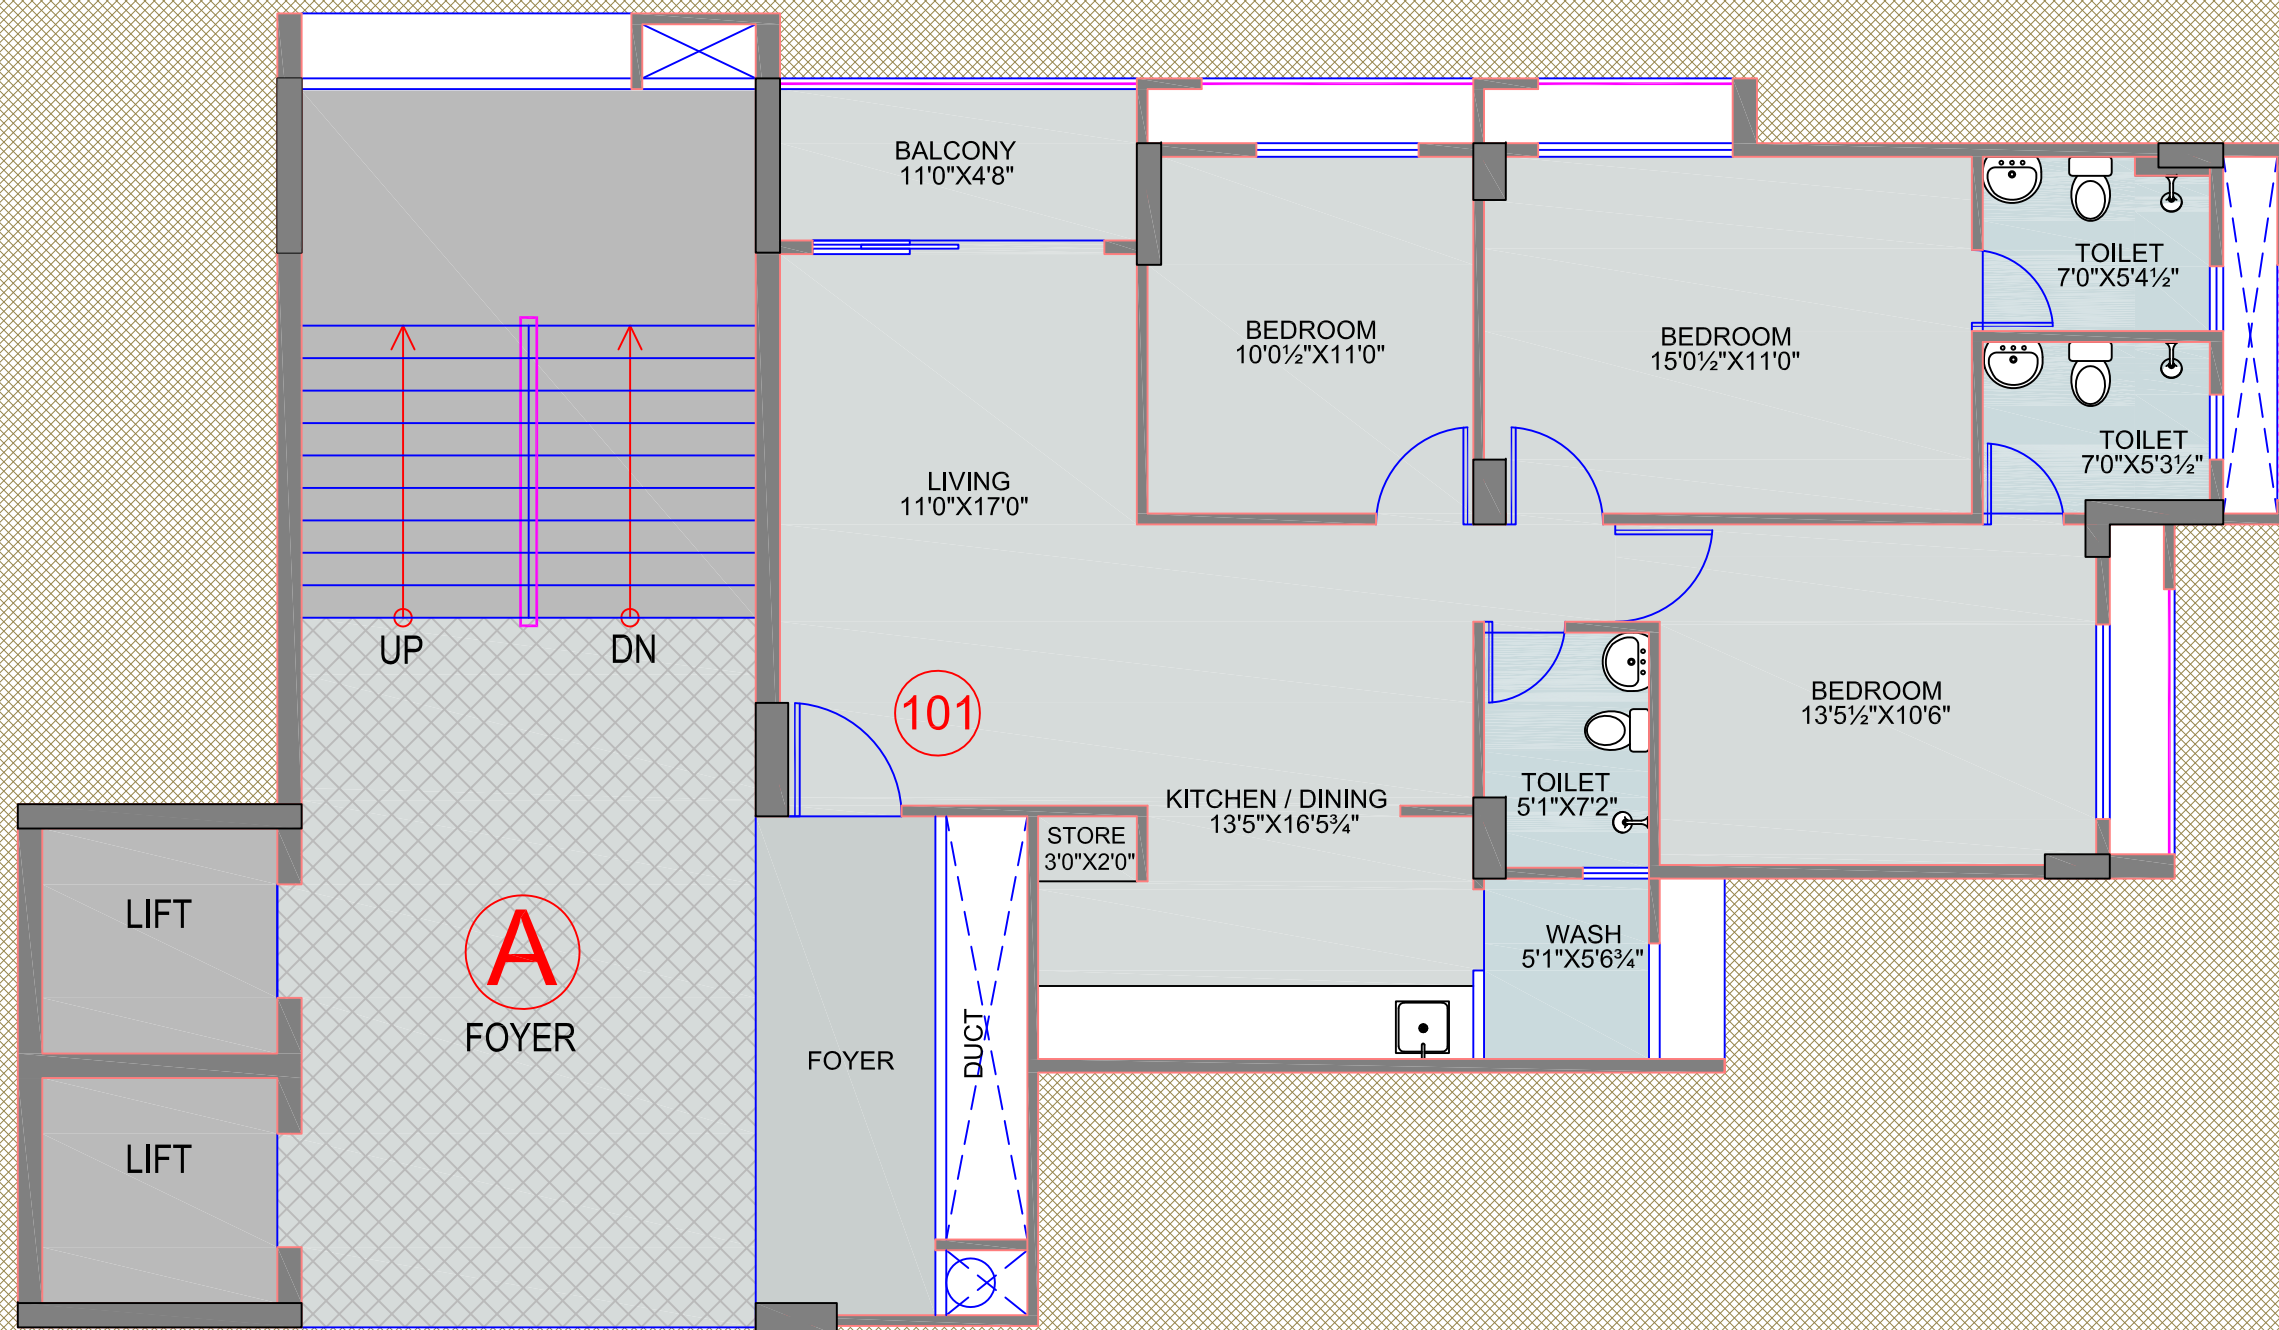 BALCONY
11'0"X4'8"
TOILET
7'0"X5'4½"
BEDROOM
10'0½"X11'0"
BEDROOM
15'0½"X11'0"
TOILET
7'0"X5'3½"
LIVING
11'0"X17'0"
UP
DN
101
BEDROOM
13'5½"X10'6"
KITCHEN / DINING
13'5"X16'5¾"
TOILET
5'1"X7'2"
STORE
3'0"X2'0"
LIFT
A
FOYER
WASH
5'1"X5'6¾"
FOYER
DUCT
LIFT